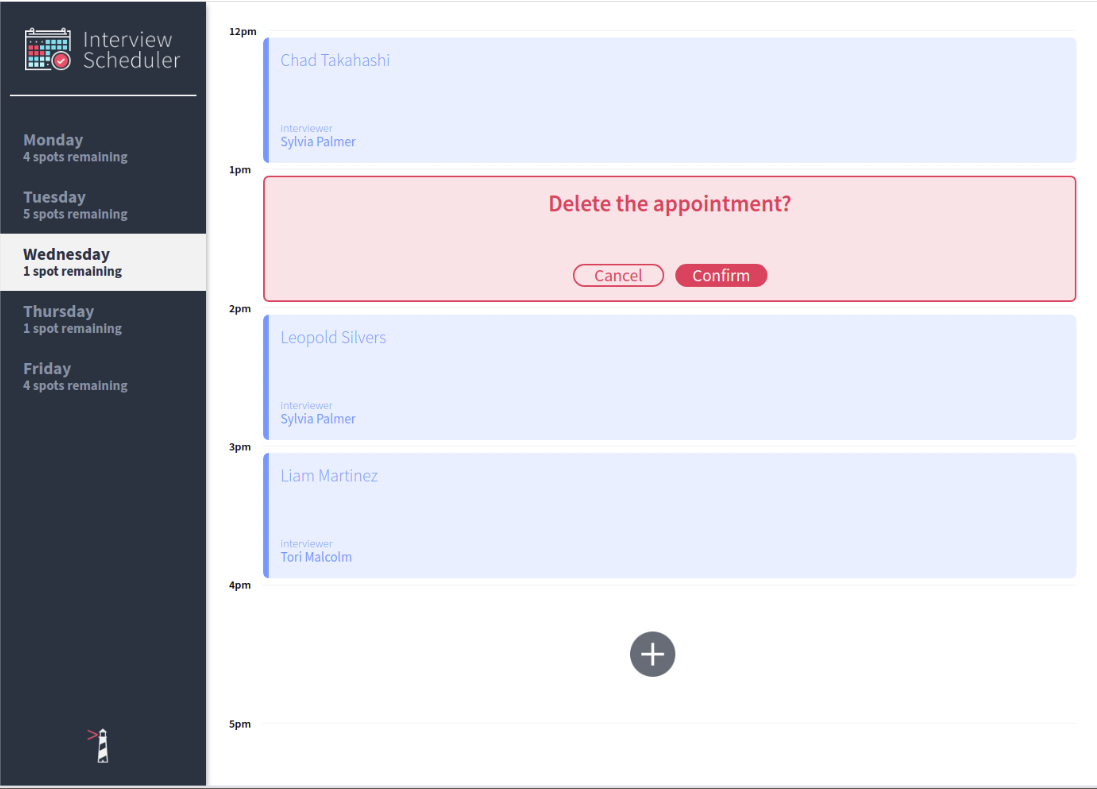 Interview
Scheduler
Monday
4 spots remaining
Tuesday
5 spots remaining
Wednesday
1 spot remaining
Thursday
1 spot remaining
Friday
4 spots remaining
>
12pm
Chad Takahashi
interviewer
Sylvia Palmer
1pm
Delete the appointment?
Cancel Confirm
2pm
Leopold Silvers
interviewer
Sylvia Palmer
3pm
Liam Martinez
interviewer
Tori Malcolm
4pm
5pm